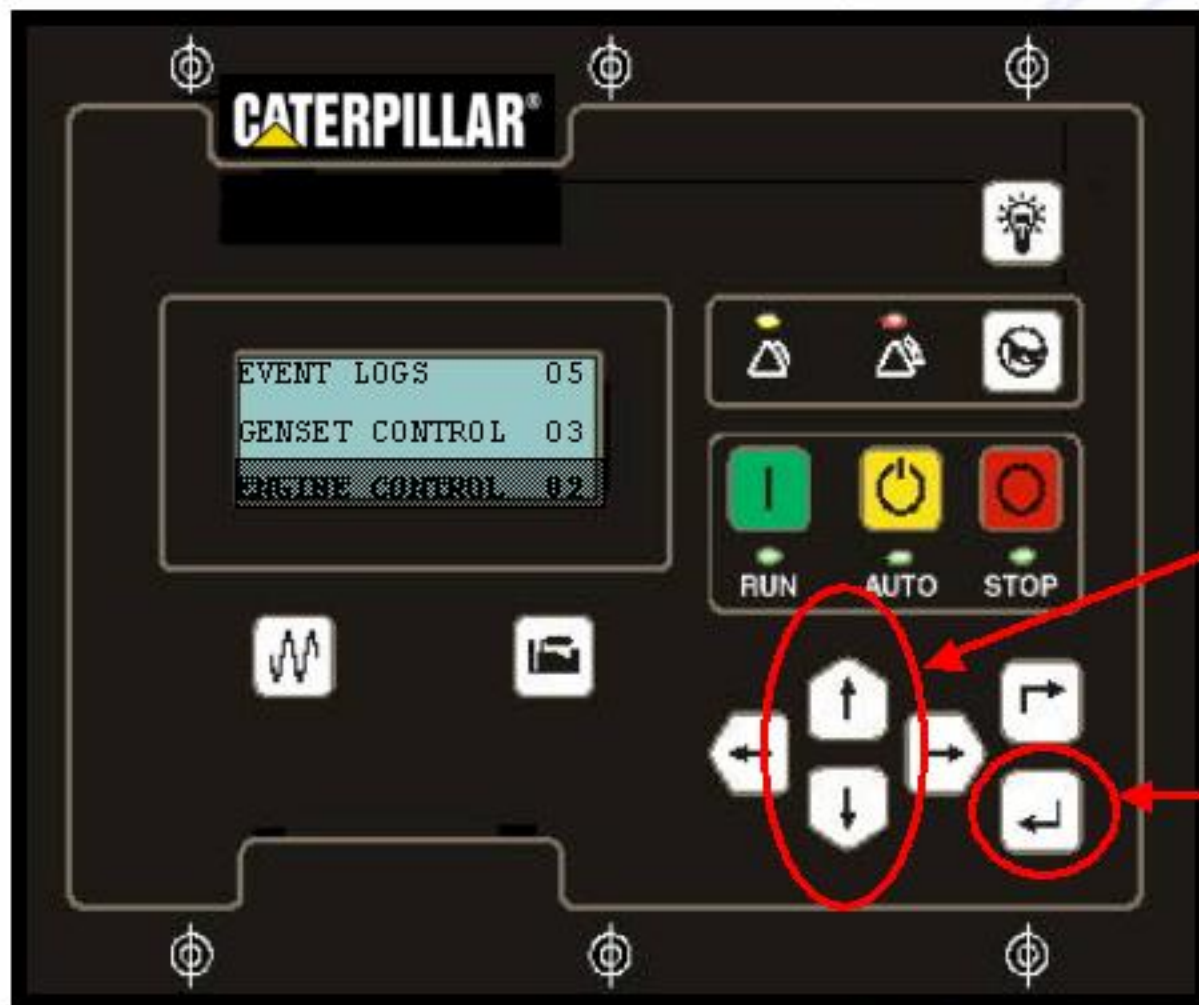 CATERPILLAR®
EVENT LOGS 05
GENSET CONTROL 03
ENGINE CONTROL 02
RUN AUTO STOP